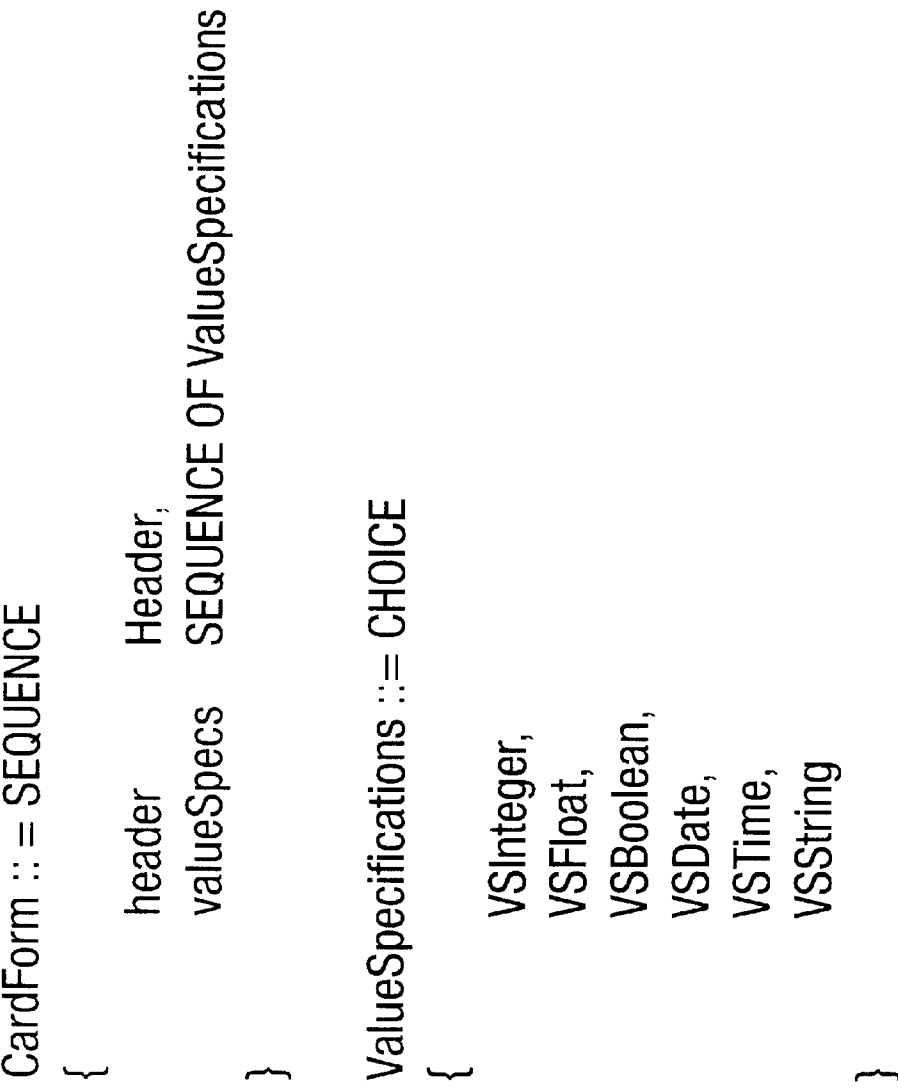 CardForm :: = SEQUENCE
{
header Header,
valueSpecs SEQUENCE OF ValueSpecifications
}
ValueSpecifications ::= CHOICE
{
VSInteger,
VSFloat,
VSBoolean,
VSDate,
VSTime,
VSString
}